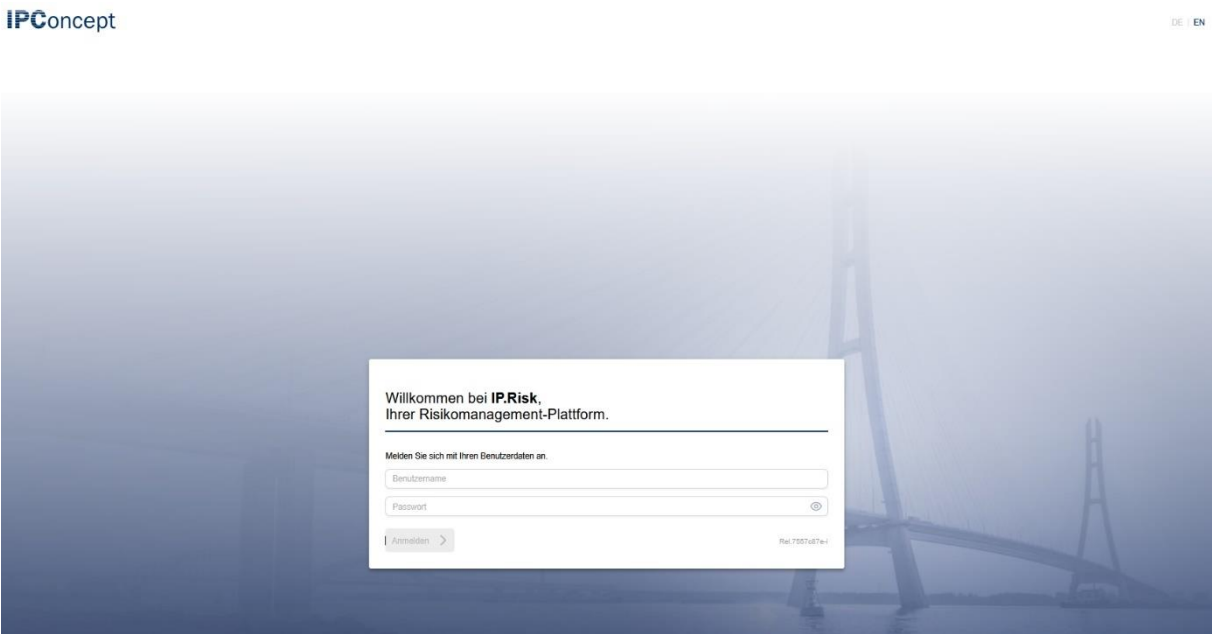 IPConcept
DE | EN
Willkommen bei IP.Risk,
Ihrer Risikomanagement-Plattform.
Melden Sie sich mit Ihren Benutzerdaten an.
Benutzername
Passwort
Anmelden